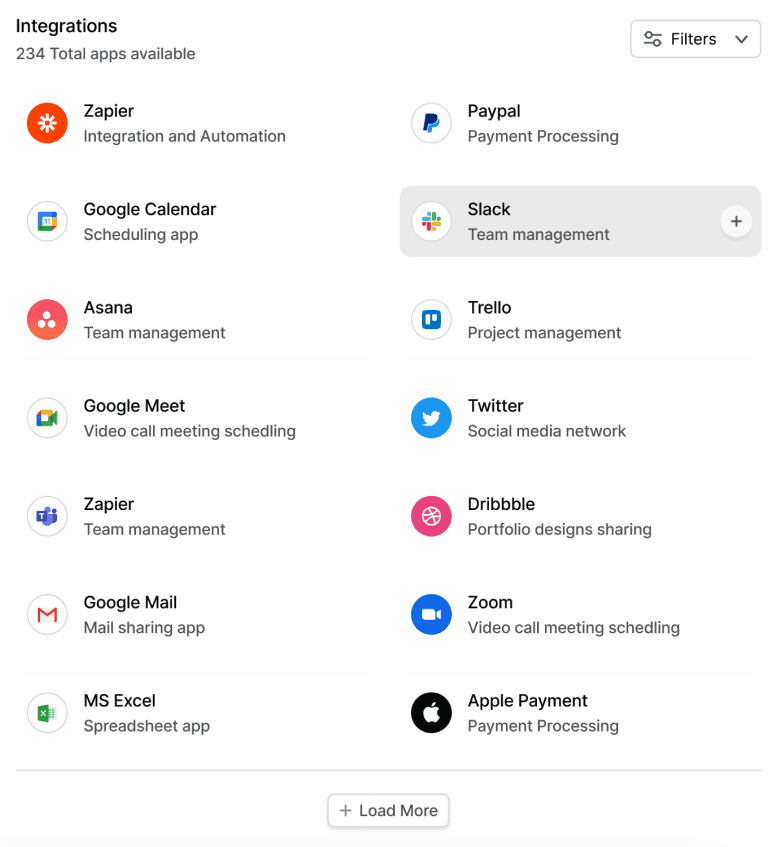 Integrations
234 Total apps available
Filters
Zapier
Integration and Automation
Paypal
Payment Processing
Google Calendar
Scheduling app
31
Slack
Team management
Asana
Team management
Trello
Project management
Google Meet
Video call meeting schedling
Twitter
Social media network
Zapier
Team management
T
Dribbble
Portfolio designs sharing
Google Mail
Mail sharing app
Zoom
Video call meeting schedling
MS Excel
Spreadsheet app
X
Apple Payment
Payment Processing
+ Load More